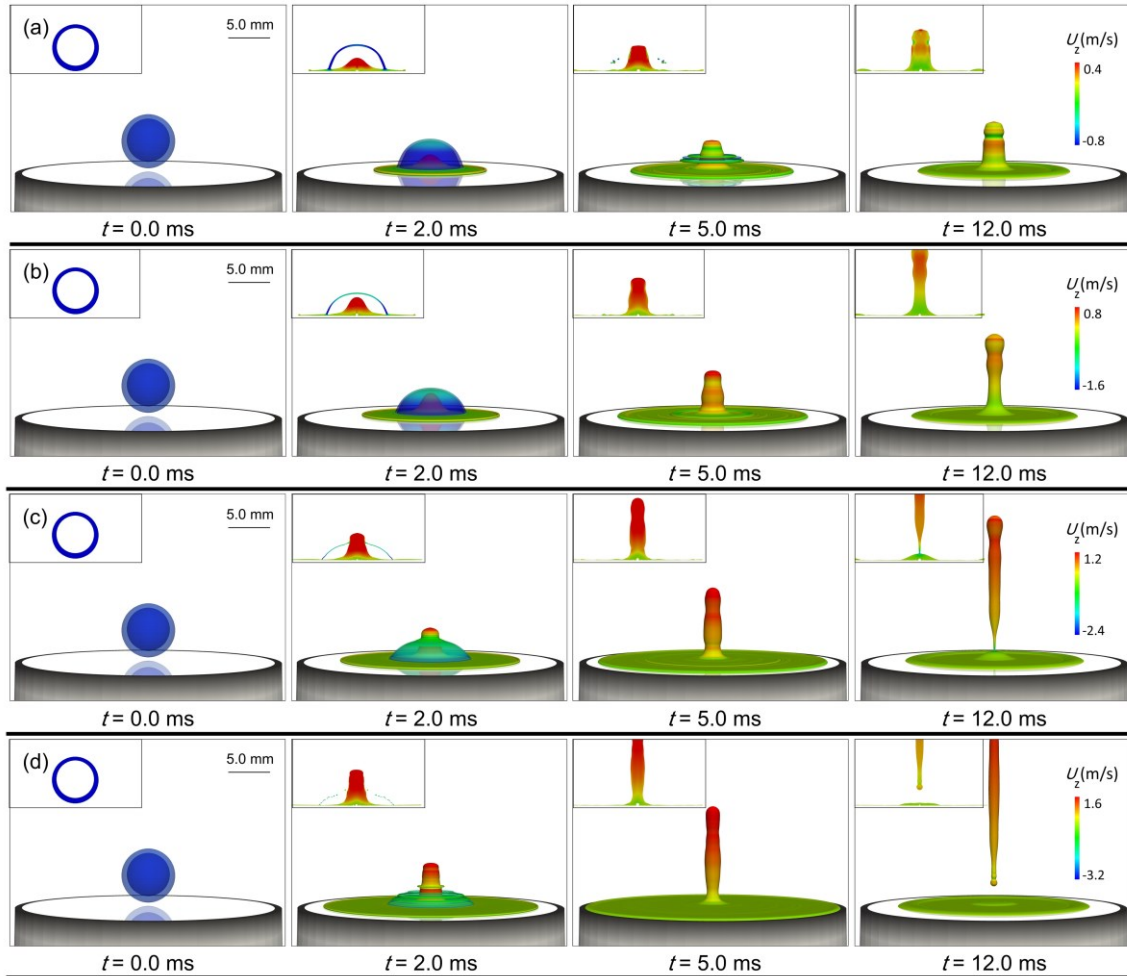 (a)
5.0 mm
U_z(m/s)
0.4
-0.8
t = 0.0 ms
t = 2.0 ms
t = 5.0 ms
t = 12.0 ms
(b)
5.0 mm
U_z(m/s)
0.8
-1.6
t = 0.0 ms
t = 2.0 ms
t = 5.0 ms
t = 12.0 ms
(c)
5.0 mm
U_z(m/s)
1.2
-2.4
t = 0.0 ms
t = 2.0 ms
t = 5.0 ms
t = 12.0 ms
(d)
5.0 mm
U_z(m/s)
1.6
-3.2
t = 0.0 ms
t = 2.0 ms
t = 5.0 ms
t = 12.0 ms